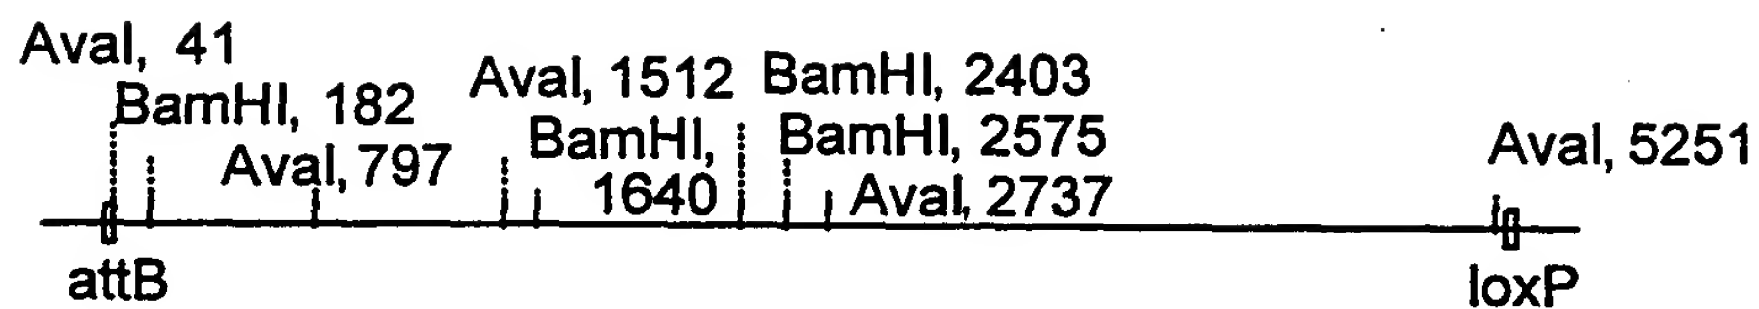 AvaI, 41
BamHI, 182
AvaI, 797
AvaI, 1512
BamHI,
1640
BamHI, 2403
BamHI, 2575
AvaI, 2737
AvaI, 5251
attB
loxP